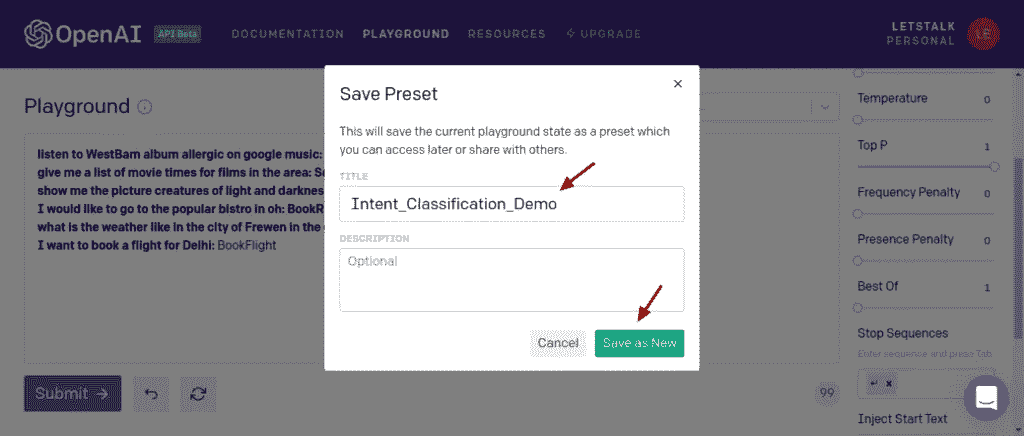 OpenAI API Beta DOCUMENTATION PLAYGROUND RESOURCES UPGRADE LETSTALK
PERSONAL
Save Preset
This will save the current playground state as a preset which
you can access later or share with others.
TITLE
Intent_Classification_Demo
DESCRIPTION
Optional
Cancel Save as New
Playground
listen to WestBam album allergic on google music:
give me a list of movie times for films in the area:
show me the picture creatures of light and darknes
I would like to go to the popular bistro in oh: BookR
what is the weather like in the city of Frewen in the
I want to book a flight for Delhi: BookFlight
Submit
99
Temperature 0
Top P 1
Frequency Penalty 0
Presence Penalty 0
Best Of 1
Stop Sequences
Enter sequence and press Tab
↵ ×
Inject Start Text